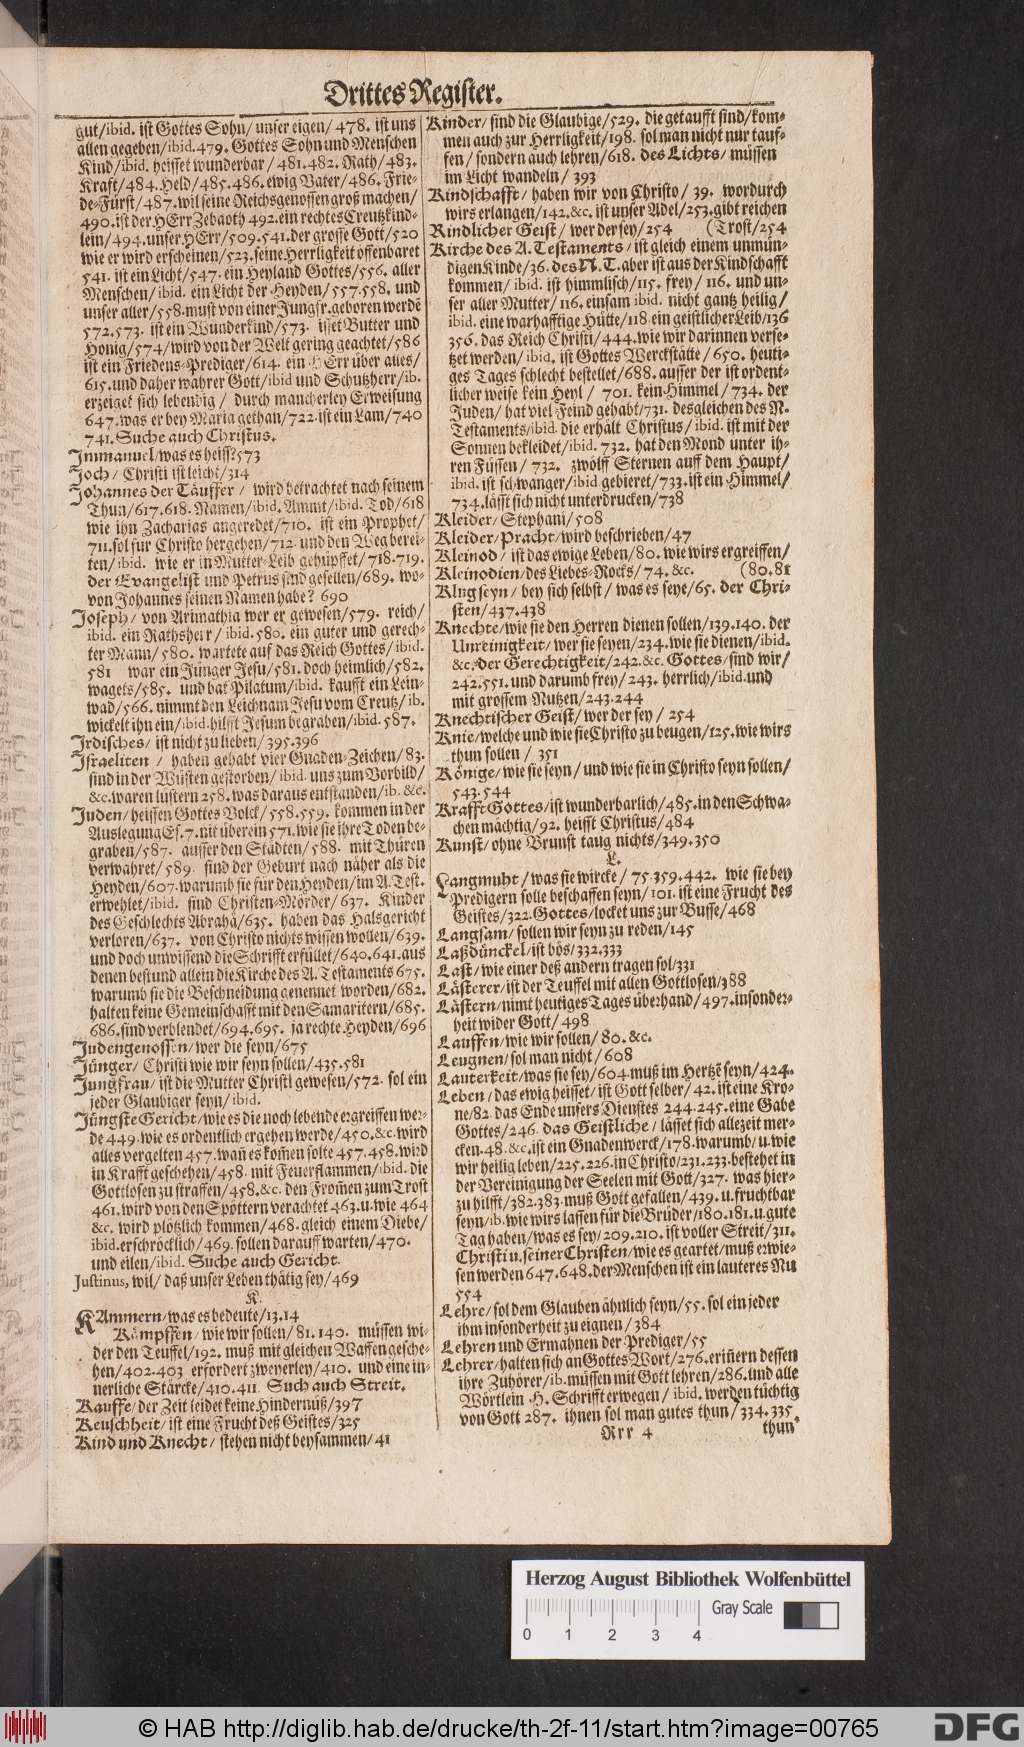 Drittes Register.
gut/ibid. ist Gottes Sohn/ unser eigen/ 478. ist uns
allen gegeben/ibid.479. Gottes Sohn und Menschen
Kind/ibid. heisset wunderbar/ 481.482. Rath/483.
Krafft/484. Held/485.486. ewig Vater/486. Frie-
de-Fürst/487. wil seine Reichsgenossen groß machen/
490. ist der HErr Zebaoth 492. ein rechtes Creutzkind-
lein/494. unser HErr/509.541. der grosse Gott/520
wie er wird erscheinen/523. seine Herrligkeit offenbaret
541. ist ein Licht/547. ein Heyland Gottes/556. aller
Menschen/ibid. ein Licht der Heyden/557.558. und
unser aller/558. must von einer Jungfr. geboren werdē
572.573. ist ein Wunderkind/573. isset Butter und
Honig/574/wird von der Welt gering geachtet/586
ist ein Friedens-Prediger/614. ein HErr über alles/
615. und daher wahrer Gott/ibid und Schutzherr/ib.
erzeiget sich lebendig/ durch mancherley Erweisung
647. was er bey Maria gethan/722. ist ein Lam/740
741. Suche auch Christus.
Immanuel/was es heiss?573
Joch/ Christi ist leicht/314
Johannes der Täuffer/ wird betrachtet nach seinem
Thun/617.618. Namen/ibid. Ammt/ibid. Tod/618
wie ihn Zacharias angeredet/710. ist ein Prophet/
711. sol für Christo hergehen/712. und den Weg berei-
ten/ibid. wie er in Mutter-Leib gehüpffet/718.719.
der Evangelist und Petrus sind gesellen/689. wo-
von Johannes seinen Namen habe? 690
Joseph/ von Arimathia wer er gewesen/579. reich/
ibid. ein Rathsherr/ibid.580. ein guter und gerech-
ter Mann/580. wartete auf das Reich Gottes/ibid.
581 war ein Jünger Jesu/581. doch heimlich/582.
wagets/585. und bat Pilatum/ibid. kaufft ein Lein-
wad/566. nimmt den Leichnam Jesu vom Creutz/ib.
wickelt ihn ein/ibid. hilfft Jesum begraben/ibid. 587.
Irdisches/ ist nicht zu lieben/395.396
Israeliten/ haben gehabt vier Gnaden-Zeichen/83.
sind in der Wüsten gestorben/ibid. uns zum Vorbild/
&c. waren lüstern 258. was daraus entstanden/ib. &c.
Juden/ heissen Gottes Volck/558.559. kommen in der
Auslegung Es.7. nit überein 571. wie sie ihre Toden be-
graben/587. ausser den Städten/588. mit Thüren
verwahret/589. sind der Geburt nach näher als die
Heyden/607. warumb sie für den Heyden/im A. Test.
erwehlet/ibid. sind Christen-Mörder/637. Kinder
des Geschlechts Abrahā/635. haben das Halsgericht
verloren/637. von Christo nichts wissen wollen/639.
und doch unwissend die Schrifft erfüllet/640.641. aus
denen bestund allein die Kirche des A. Testaments 675.
warumb sie die Beschneidung genennet worden/682.
halten keine Gemeinschafft mit den Samaritern/685.
686. sind verblendet/694.695. ja rechte Heyden/696
Judengenossen/wer die seyn/675
Jünger/ Christi wie wir seyn sollen/435.581
Jungfrau/ ist die Mutter Christi gewesen/572. sol ein
jeder Glaubiger seyn/ibid.
Jüngste Gericht/wie es die noch lebende ergreiffen wer-
de 449. wie es ordentlich ergehen werde/450. &c. wird
alles vergelten 457. wañ es kom̃en solte 457.458. wird
in Krafft geschehen/458. mit Feuerflammen/ibid. die
Gottlosen zu straffen/458. &c. den From̃en zum Trost
461. wird von den Spöttern verachtet 463. u. wie 464
&c. wird plötzlich kommen/468. gleich einem Diebe/
ibid. erschröcklich/469. sollen darauff warten/470.
und eilen/ibid. Suche auch Gericht.
Justinus, wil/ daß unser Leben thätig sey/469
K.
KAmmern/was es bedeute/13.14
Kämpffen/wie wir sollen/81.140. müssen wi-
der den Teuffel/192. muß mit gleichen Waffen gesche-
hen/402.403 erfordert zweyerley/410. und eine in-
nerliche Stärcke/410.411. Such auch Streit.
Kauffe/der Zeit leidet keine Hindernüß/397
Keuschheit/ist eine Frucht deß Geistes/325
Kind und Knecht/ stehen nicht beysammen/41
Kinder/ sind die Glaubige/529. die getaufft sind/kom-
men auch zur Herrligkeit/198. sol man nicht nur tauf-
fen/ sondern auch lehren/618. des Lichts/ müssen
im Licht wandeln/ 393
Kindschafft/ haben wir von Christo/ 39. wordurch
wirs erlangen/142.&c. ist unser Adel/253. gibt reichen
Kindlicher Geist/ wer der sey/254 (Trost/254
Kirche des A. Testaments/ ist gleich einem unmün-
digen Kinde/36. des N. T. aber ist aus der Kindschafft
kommen/ ibid. ist himmlisch/115. frey/ 116. und un-
ser aller Mutter/116. einsam ibid. nicht gantz heilig/
ibid. eine warhafftige Hütte/118. ein geistlicher Leib/136
356. das Reich Christi/444. wie wir darinnen verse-
tzet werden/ibid. ist Gottes Werckstätte/650. heuti-
ges Tages schlecht bestellet/688. ausser der ist ordent-
licher weise kein Heyl/ 701. kein Himmel/734. der
Juden/ hat viel Feind gehabt/731. desgleichen des N.
Testaments/ibid. die erhält Christus/ibid. ist mit der
Sonnen bekleidet/ibid. 732. hat den Mond unter ih-
ren Füssen/ 732. zwölff Sternen auff dem Haupt/
ibid. ist schwanger/ibid gebieret/733. ist ein Himmel/
734. lässt sich nicht unterdrucken/738
Kleider/ Stephani/508
Kleider-Pracht/wird beschrieben/47
Kleinod/ ist das ewige Leben/80. wie wirs ergreiffen/
Kleinodien/des Liebes-Rocks/74. &c. (80.81
Klugseyn/ bey sich selbst/ was es seye/65. der Chri-
sten/437.438
Knechte/wie sie den Herren dienen sollen/139.140. der
Unreinigkeit/ wer sie seyen/234. wie sie dienen/ibid.
&c. der Gerechtigkeit/242.&c. Gottes/sind wir/
242.551. und darumb frey/243. herrlich/ibid. und
mit grossem Nutzen/243.244
Knechtischer Geist/ wer der sey/ 254
Knie/welche und wie sie Christo zu beugen/125. wie wirs
thun sollen/ 351
Könige/wie sie seyn/ und wie sie in Christo seyn sollen/
543.544
Krafft Gottes/ist wunderbarlich/485. in den Schwa-
chen mächtig/92. heisst Christus/484
Kunst/ohne Brunst taug nichts/349.350
L.
Langmuht/was sie wircke/ 75.359.442. wie sie bey
Predigern solle beschaffen seyn/101. ist eine Frucht des
Geistes/322. Gottes/locket uns zur Busse/468
Langsam/sollen wir seyn zu reden/145
Laßdünckel/ist bös/332.333
Last/wie einer deß andern tragen sol/331
Lästerer/ist der Teuffel mit allen Gottlosen/388
Lästern/nimt heutiges Tages überhand/497. insonder-
heit wider Gott/498
Lauffen/wie wir sollen/80.&c.
Leugnen/sol man nicht/608
Lauterkeit/was sie sey/604. muß im Hertzē seyn/424.
Leben/das ewig heisset/ist Gott selber/42. ist eine Kro-
ne/82. das Ende unsers Dienstes 244.245. eine Gabe
Gottes/246. das Geistliche/ lässet sich allezeit mer-
cken.48.&c. ist ein Gnadenwerck/178. warumb/u. wie
wir heilig leben/225.226. in Christo/231.233. bestehet in
der Vereinigung der Seelen mit Gott/327. was hier-
zu hilfft/382.383. muß Gott gefallen/439. u. fruchtbar
seyn/ib. wie wirs lassen für die Brüder/180.181. u. gute
Tag haben/was es sey/209.210. ist voller Streit/311.
Christi u. seiner Christen/wie es geartet/muß erwie-
sen werden 647.648. der Menschen ist ein lauteres Nu
554
Lehre/sol dem Glauben ähnlich seyn/55. sol ein jeder
ihm insonderheit zu eignen/384
Lehren und Ermahnen der Prediger/55
Lehrer/halten sich an Gottes Wort/276. eriñern dessen
ihre Zuhörer/ib. müssen mit Gott lehren/286. und alle
Wörtlein H. Schrifft erwegen/ibid. werden tüchtig
von Gott 287. ihnen sol man gutes thun/334.335.
Rrr 4 thun
Herzog August Bibliothek Wolfenbüttel
Gray Scale
0 1 2 3 4
© HAB http://diglib.hab.de/drucke/th-2f-11/start.htm?image=00765
DFG